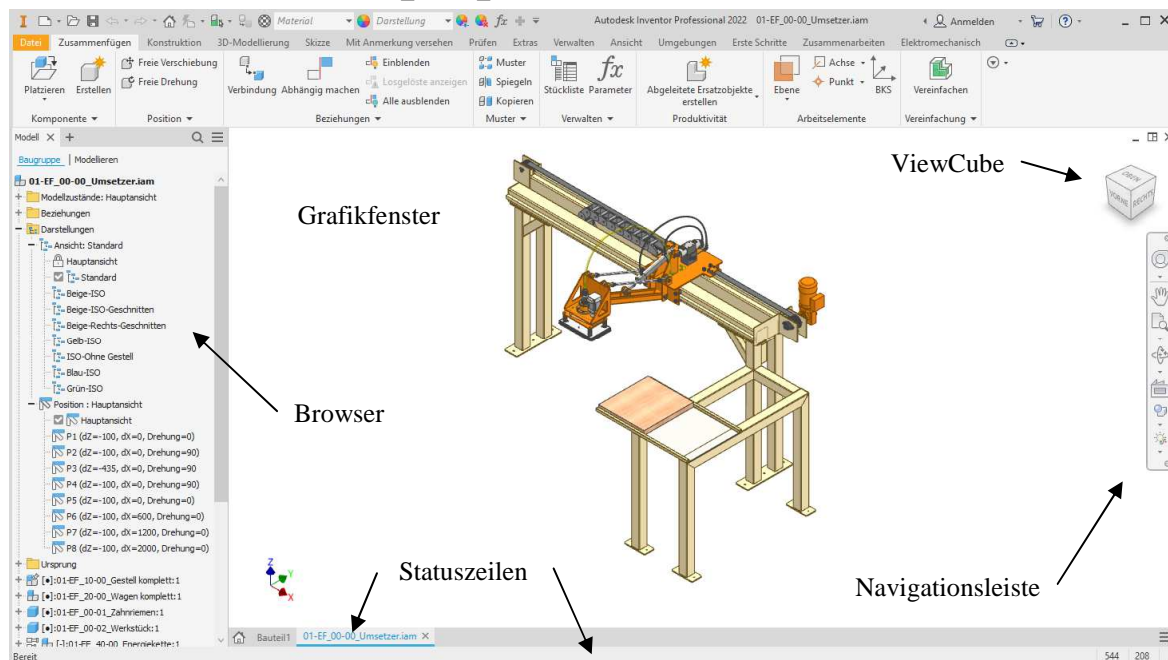 Material
Darstellung
fx
Autodesk Inventor Professional 2022 01-EF_00-00_Umsetzer.iam
Anmelden
Datei Zusammenfügen Konstruktion 3D-Modellierung Skizze Mit Anmerkung versehen Prüfen Extras Verwalten Ansicht Umgebungen Erste Schritte Zusammenarbeiten Elektromechanisch
Freie Verschiebung
Freie Drehung
Platzieren Erstellen
Komponente
Position
Verbindung Abhängig machen
Einblenden
Losgelöste anzeigen
Alle ausblenden
Beziehungen
Muster
Spiegeln
Kopieren
Muster
fx
Stückliste Parameter
Verwalten
Abgeleitete Ersatzobjekte
erstellen
Produktivität
Ebene
Achse
Punkt
BKS
Arbeitselemente
Vereinfachen
Vereinfachung
Modell
Baugruppe | Modellieren
01-EF_00-00_Umsetzer.iam
Modellzustände: Hauptansicht
Beziehungen
Darstellungen
Ansicht: Standard
Hauptansicht
Standard
Beige-ISO
Beige-ISO-Geschnitten
Beige-Rechts-Geschnitten
Gelb-ISO
ISO-Ohne Gestell
Blau-ISO
Grün-ISO
Position : Hauptansicht
Hauptansicht
P1 (dZ=-100, dX=0, Drehung=0)
P2 (dZ=-100, dX=0, Drehung=90)
P3 (dZ=-435, dX=0, Drehung=90
P4 (dZ=-100, dX=0, Drehung=90)
P5 (dZ=-100, dX=0, Drehung=0)
P6 (dZ=-100, dX=600, Drehung=0)
P7 (dZ=-100, dX=1200, Drehung=0)
P8 (dZ=-100, dX=2000, Drehung=0)
Ursprung
[•]:01-EF_10-00_Gestell komplett:1
[•]:01-EF_20-00_Wagen komplett:1
[•]:01-EF_00-01_Zahnriemen:1
[•]:01-EF_00-02_Werkstück:1
[-]:01-EF_40-00_Energiekette:1
Grafikfenster
ViewCube
OBEN
VORNE
RECHTS
Browser
Statuszeilen
Navigationsleiste
Z
Y
X
Bauteil1 01-EF_00-00_Umsetzer.iam
Bereit
544 208